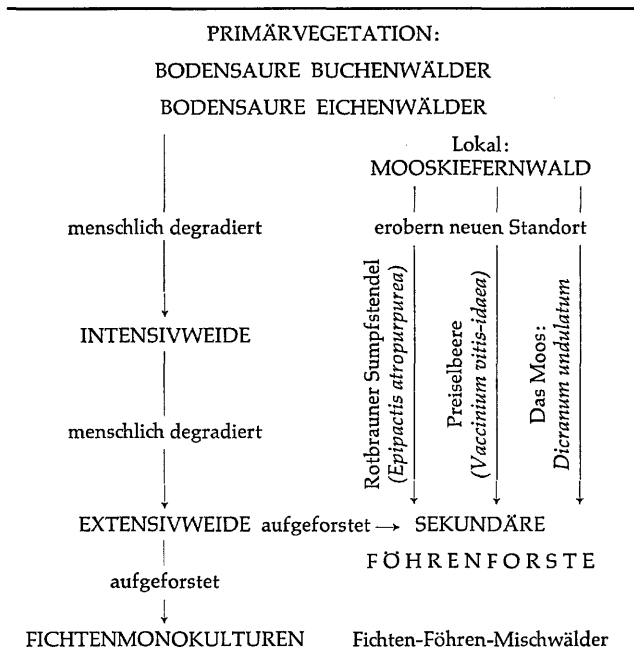 PRIMÄRVEGETATION:
BODENSAURE BUCHENWÄLDER
BODENSAURE EICHENWÄLDER
Lokal:
MOOSKIEFERNWALD
menschlich degradiert
erobern neuen Standort
Rotbrauner Sumpfstendel
(Epipactis atropurpurea)
Preiselbeere
(Vaccinium vitis-idaea)
Das Moos:
Dicranum undulatum
INTENSIVWEIDE
menschlich degradiert
EXTENSIVWEIDE aufgeforstet → SEKUNDÄRE
FÖHRENFORSTE
aufgeforstet
FICHTENMONOKULTUREN Fichten-Föhren-Mischwälder